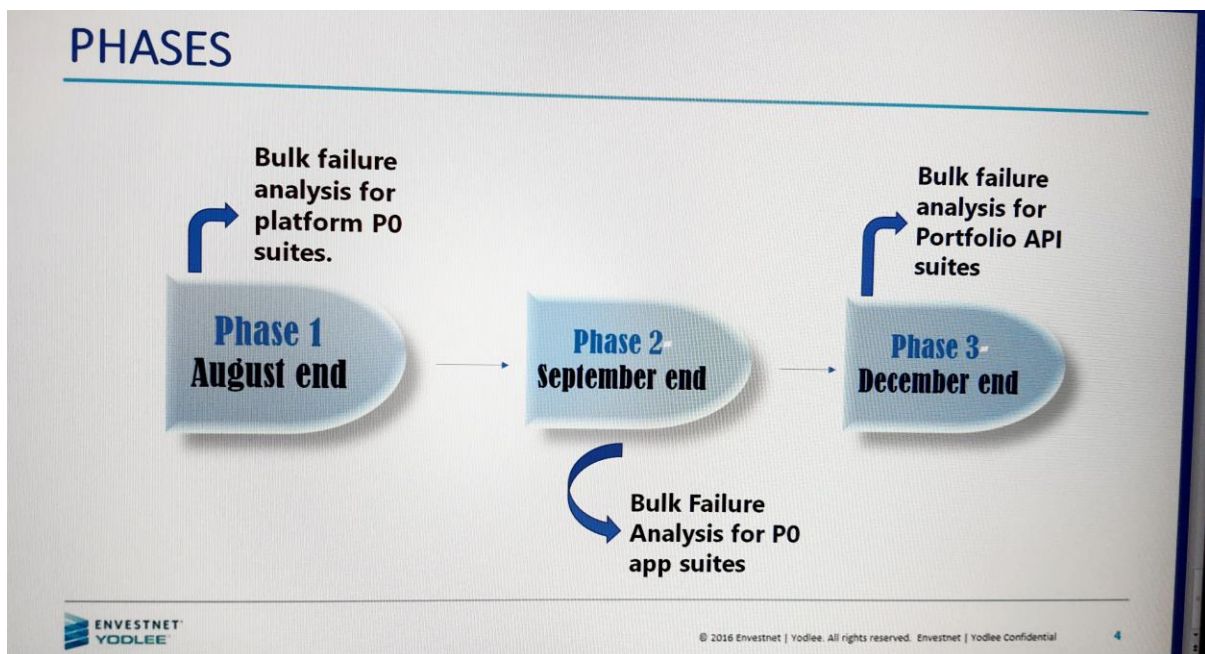 PHASES
Bulk failure
analysis for
platform P0
suites.
Bulk failure
analysis for
Portfolio API
suites
Phase 1
August end
Phase 2-
September end
Phase 3-
December end
Bulk Failure
Analysis for P0
app suites
ENVESTNET
YODLEE
© 2016 Envestnet | Yodlee. All rights reserved. Envestnet | Yodlee Confidential
4